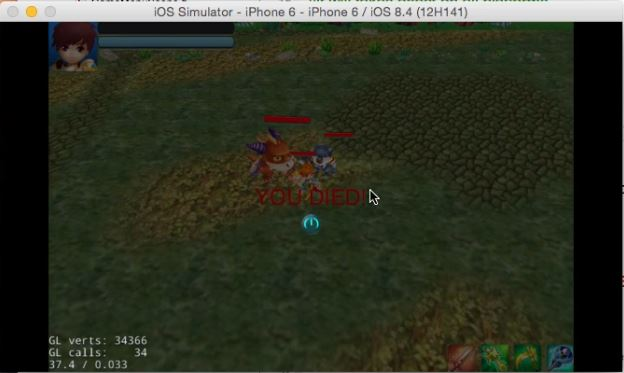 iOS Simulator - iPhone 6 - iPhone 6 / iOS 8.4 (12H141)
YOU DIED!
GL verts: 34366
GL calls: 34
37.4 / 0.033